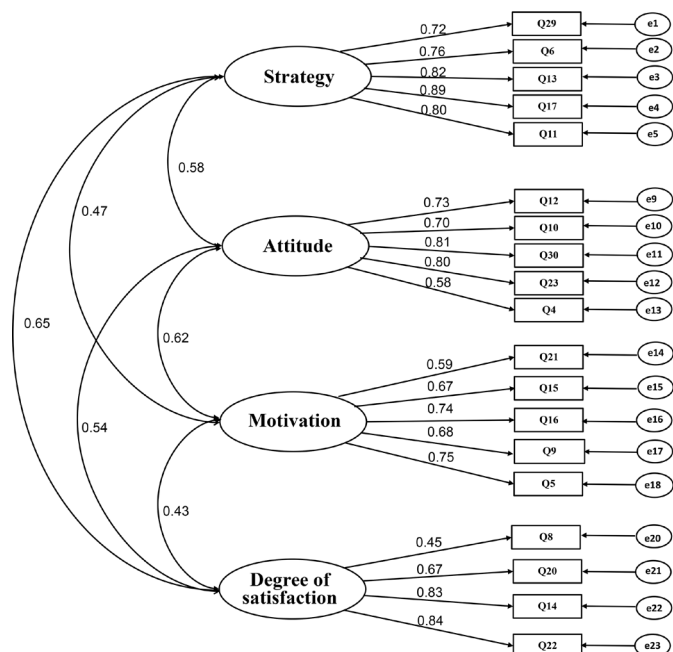 0.72 Q29 e1
0.76 Q6 e2
Strategy 0.82 Q13 e3
0.89 Q17 e4
0.80 Q11 e5
0.58
0.47
0.73 Q12 e9
0.70 Q10 e10
Attitude 0.81 Q30 e11
0.80 Q23 e12
0.58 Q4 e13
0.65
0.62
0.59 Q21 e14
0.67 Q15 e15
Motivation 0.74 Q16 e16
0.54
0.68 Q9 e17
0.75 Q5 e18
0.43
0.45 Q8 e20
0.67 Q20 e21
Degree of
satisfaction
0.83 Q14 e22
0.84 Q22 e23